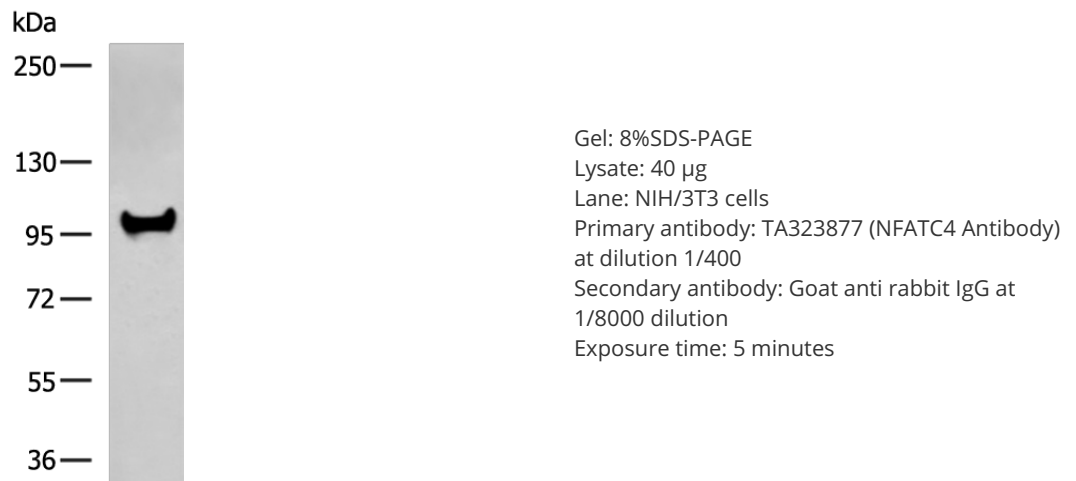 kDa
250
130
95
72
55
36
Gel: 8%SDS-PAGE
Lysate: 40 µg
Lane: NIH/3T3 cells
Primary antibody: TA323877 (NFATC4 Antibody)
at dilution 1/400
Secondary antibody: Goat anti rabbit IgG at
1/8000 dilution
Exposure time: 5 minutes